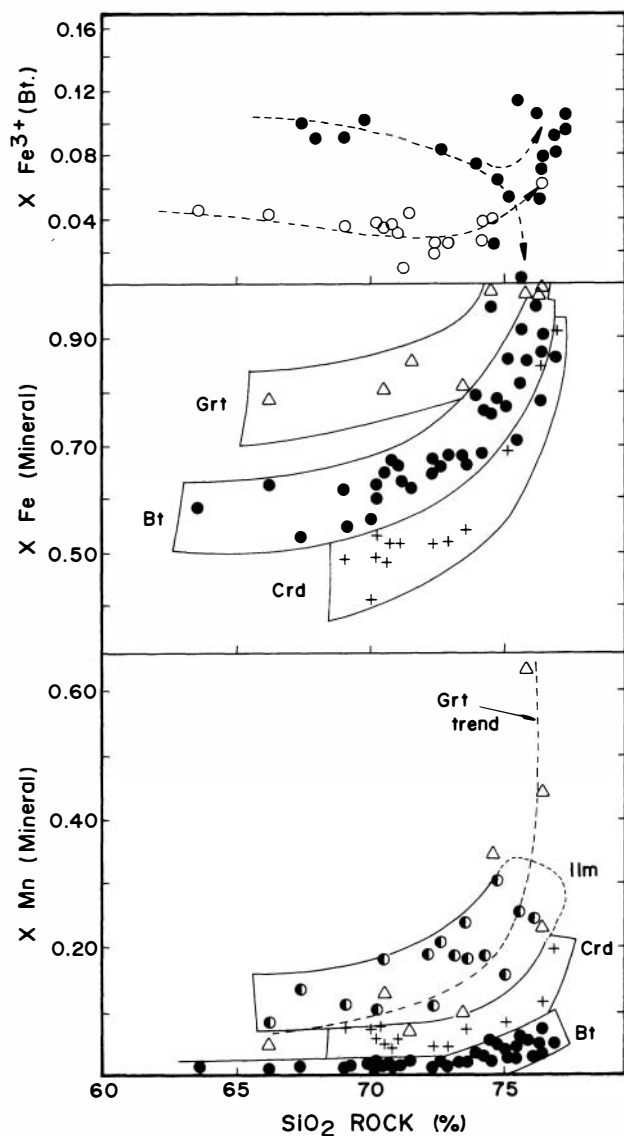 X Fe3+ (Bt.)
0.16
0.12
0.08
0.04
X Fe (Mineral)
0.90
0.70
0.50
Grt
Bt
Crd
X Mn (Mineral)
0.60
0.40
0.20
Grt
trend
Ilm
Crd
Bt
60
65
70
75
SiO2 ROCK (%)